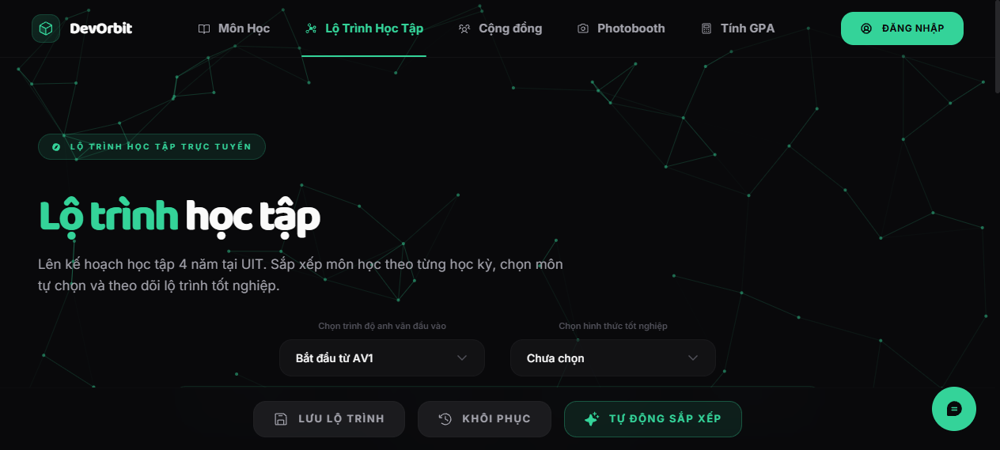 DevOrbit
Môn Học
Lộ Trình Học Tập
Cộng đồng
Photobooth
Tính GPA
ĐĂNG NHẬP
LỘ TRÌNH HỌC TẬP TRỰC TUYẾN
Lộ trình học tập
Lên kế hoạch học tập 4 năm tại UIT. Sắp xếp môn học theo từng học kỳ, chọn môn
tự chọn và theo dõi lộ trình tốt nghiệp.
Chọn trình độ anh văn đầu vào
Chọn hình thức tốt nghiệp
Bắt đầu từ AV1
Chưa chọn
LƯU LỘ TRÌNH
KHÔI PHỤC
TỰ ĐỘNG SẮP XẾP